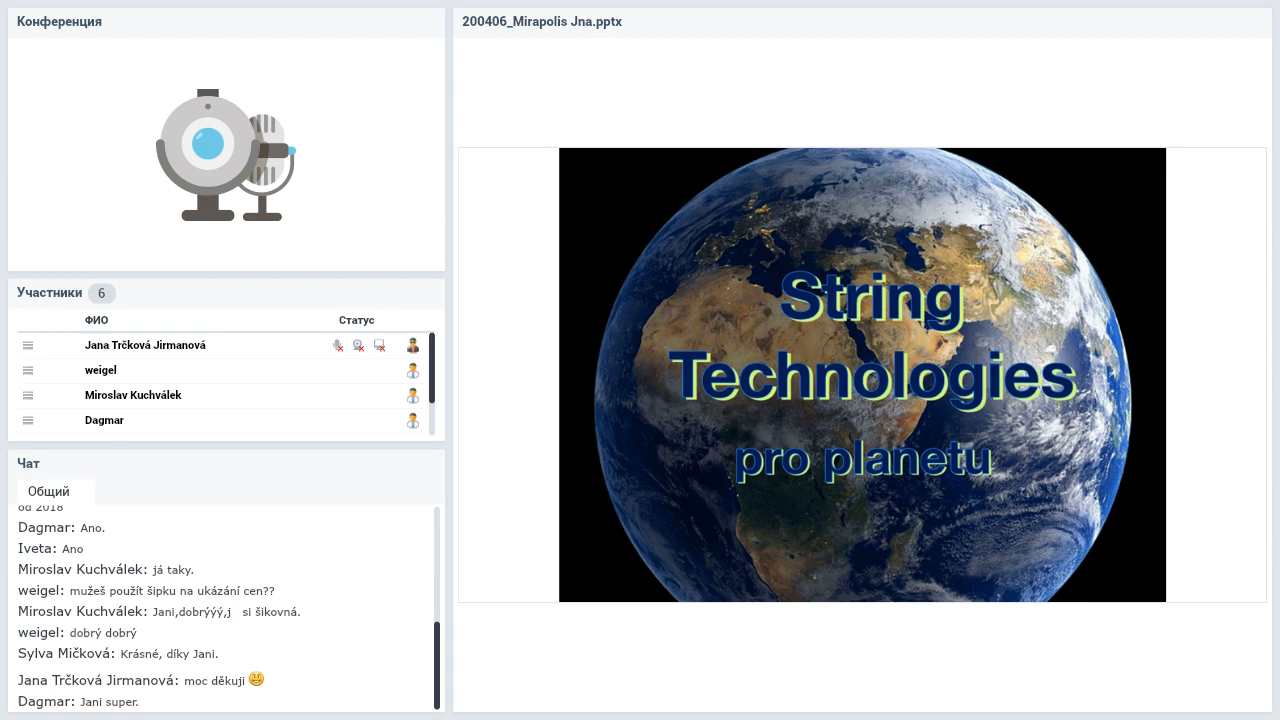 Конференция
Участники 6
ФИО Статус
Jana Trčková Jirmanová
weigel
Miroslav Kuchválek
Dagmar
Чат
Общий
od 2018
Dagmar: Ano.
Iveta: Ano
Miroslav Kuchválek: já taky.
weigel: mužeš použít šipku na ukázání cen??
Miroslav Kuchválek: Jani,dobrýýý,j si šikovná.
weigel: dobrý dobrý
Sylva Mičková: Krásné, díky Jani.
Jana Trčková Jirmanová: moc děkuji
Dagmar: Jani super.
200406_Mirapolis Jna.pptx
String
Technologies
pro planetu